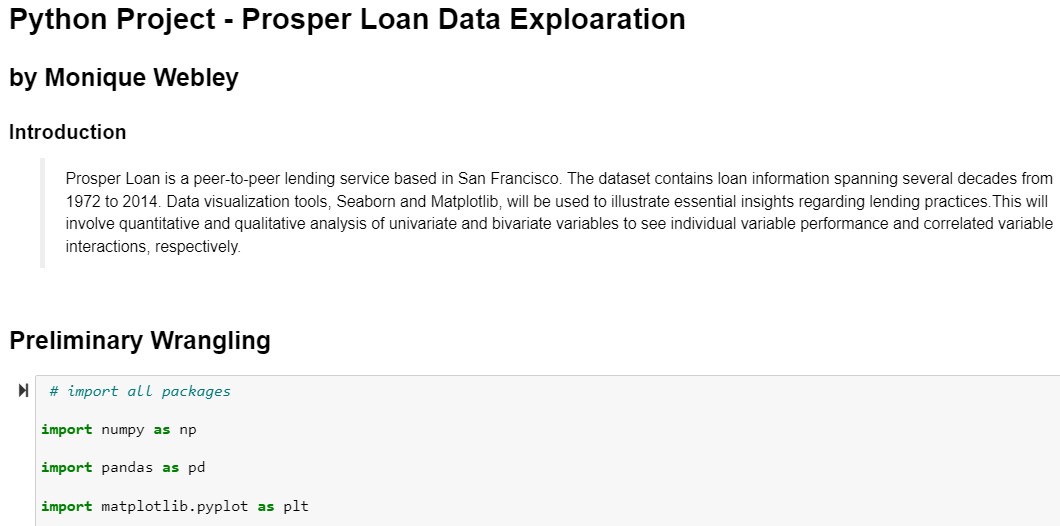 Python Project - Prosper Loan Data Exploaration
by Monique Webley
Introduction
Prosper Loan is a peer-to-peer lending service based in San Francisco. The dataset contains loan information spanning several decades from
1972 to 2014. Data visualization tools, Seaborn and Matplotlib, will be used to illustrate essential insights regarding lending practices.This will
involve quantitative and qualitative analysis of univariate and bivariate variables to see individual variable performance and correlated variable
interactions, respectively.
Preliminary Wrangling
# import all packages
import numpy as np
import pandas as pd
import matplotlib.pyplot as plt